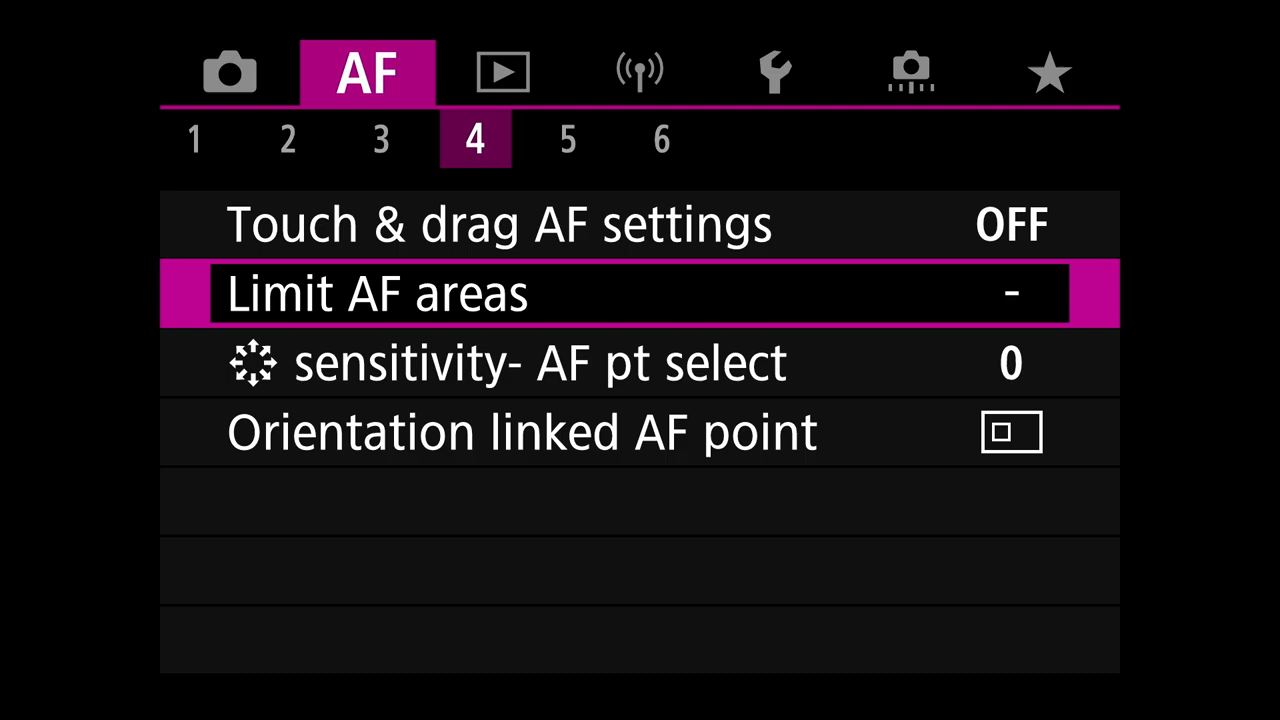 AF
1 2 3 4 5 6
Touch & drag AF settings OFF
Limit AF areas -
sensitivity- AF pt select 0
Orientation linked AF point